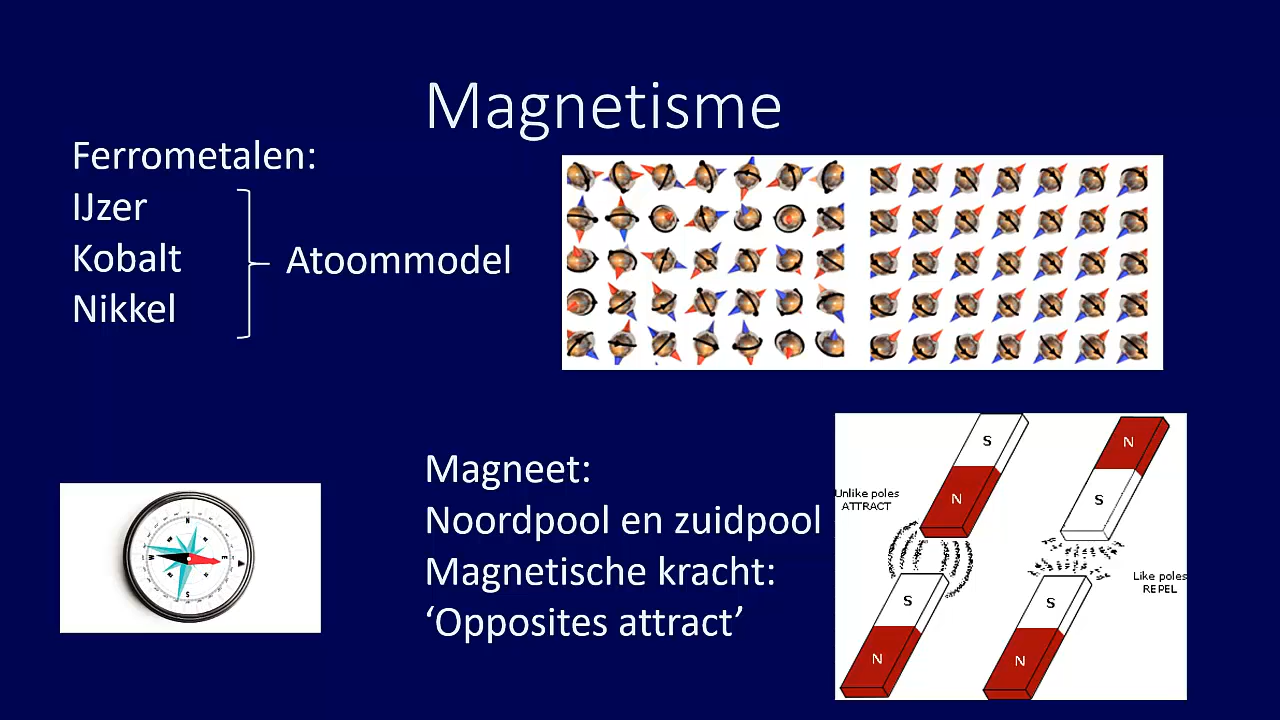 Magnetisme
Ferrometalen:
IJzer
Kobalt
Nikkel
Atoommodel
Magneet:
Noordpool en zuidpool
Magnetische kracht:
‘Opposites attract’
N
E
S
W
Unlike poles
ATTRACT
S
N
S
N
N
S
S
N
Like poles
REPEL